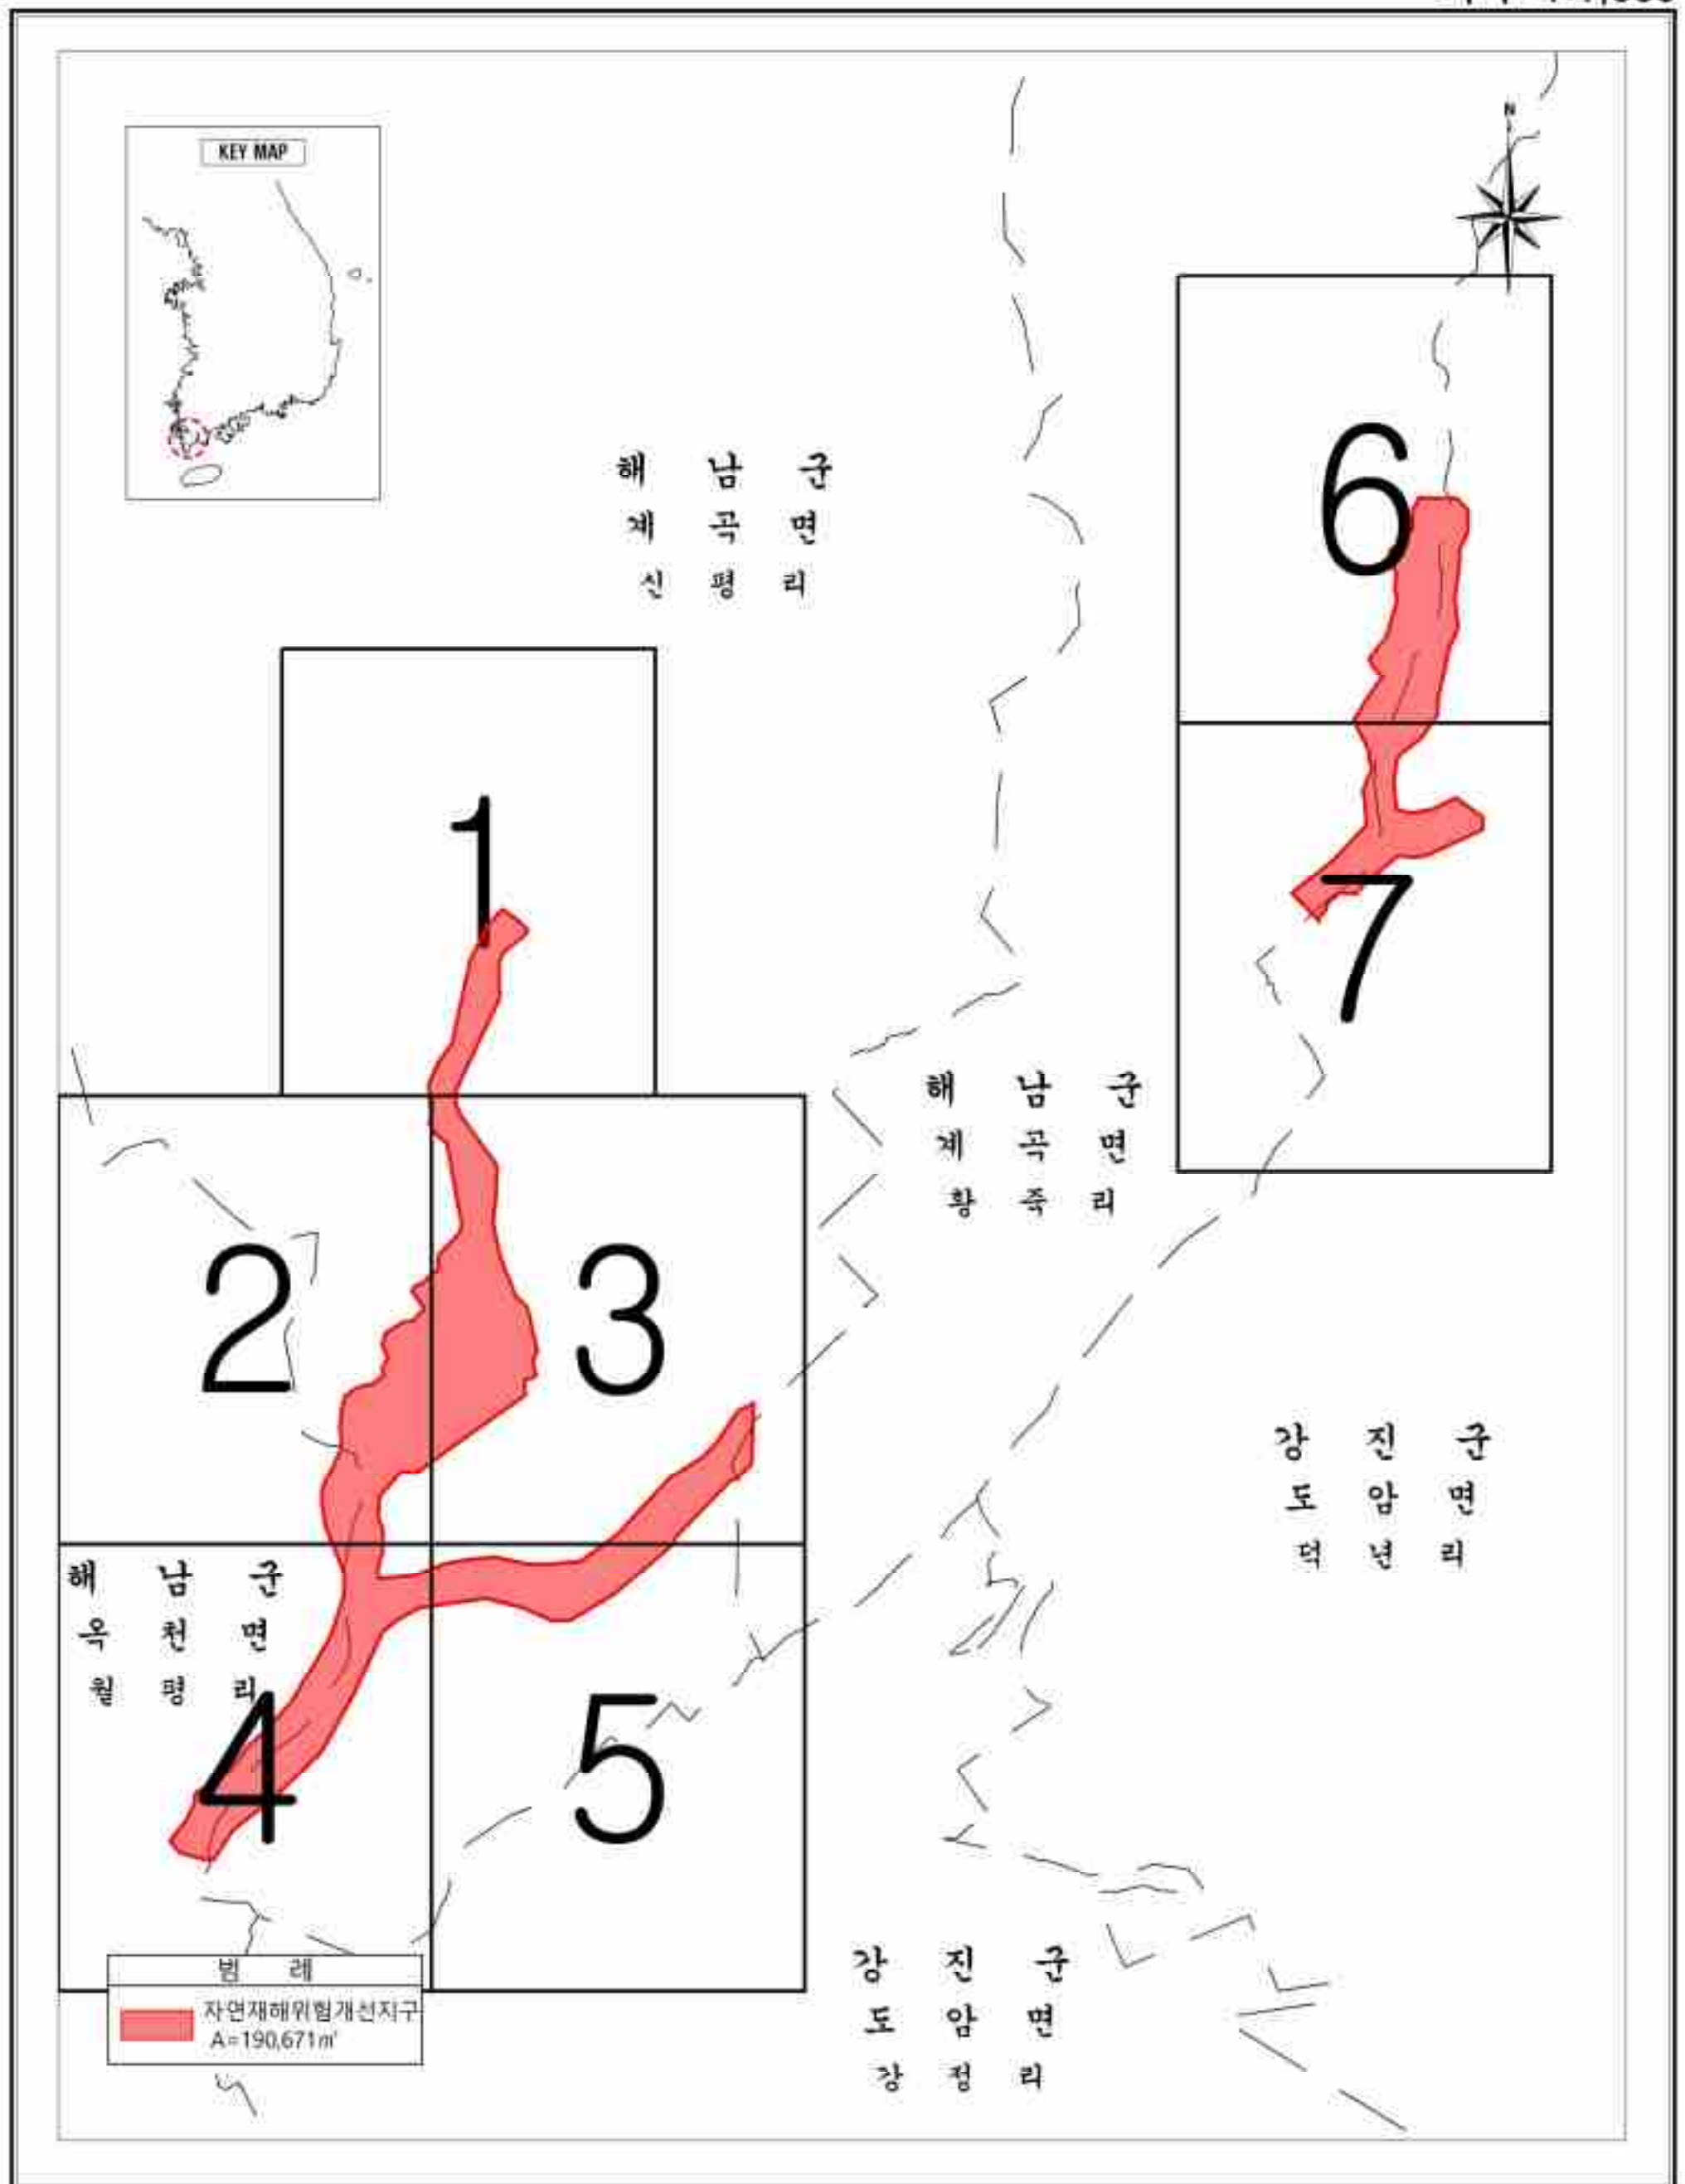 KEY MAP
N
해 남 군
계 곡 면
신 평 리
6
1
7
해 남 군
계 곡 면
황 죽 리
2
3
강 진 군
도 암 면
덕 년 리
해 남 군
옥 천 면
월 평 리
4
5
강 진 군
도 암 면
강 정 리
범 례
자연재해위험개선지구
A=190,671㎡